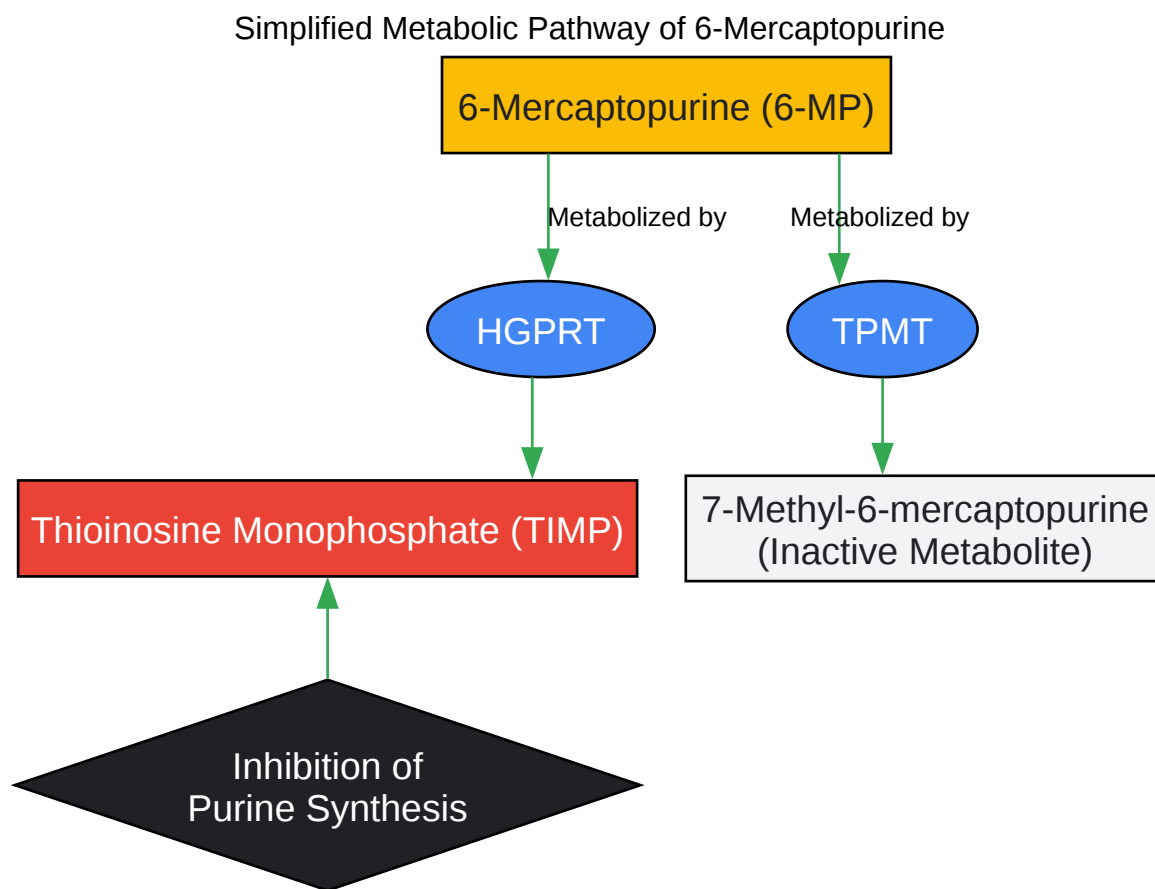 Simplified Metabolic Pathway of 6-Mercaptopurine
6-Mercaptopurine (6-MP)
Metabolized by
Metabolized by
HGPRT
TPMT
Thioinosine Monophosphate (TIMP)
7-Methyl-6-mercaptopurine
(Inactive Metabolite)
Inhibition of
Purine Synthesis